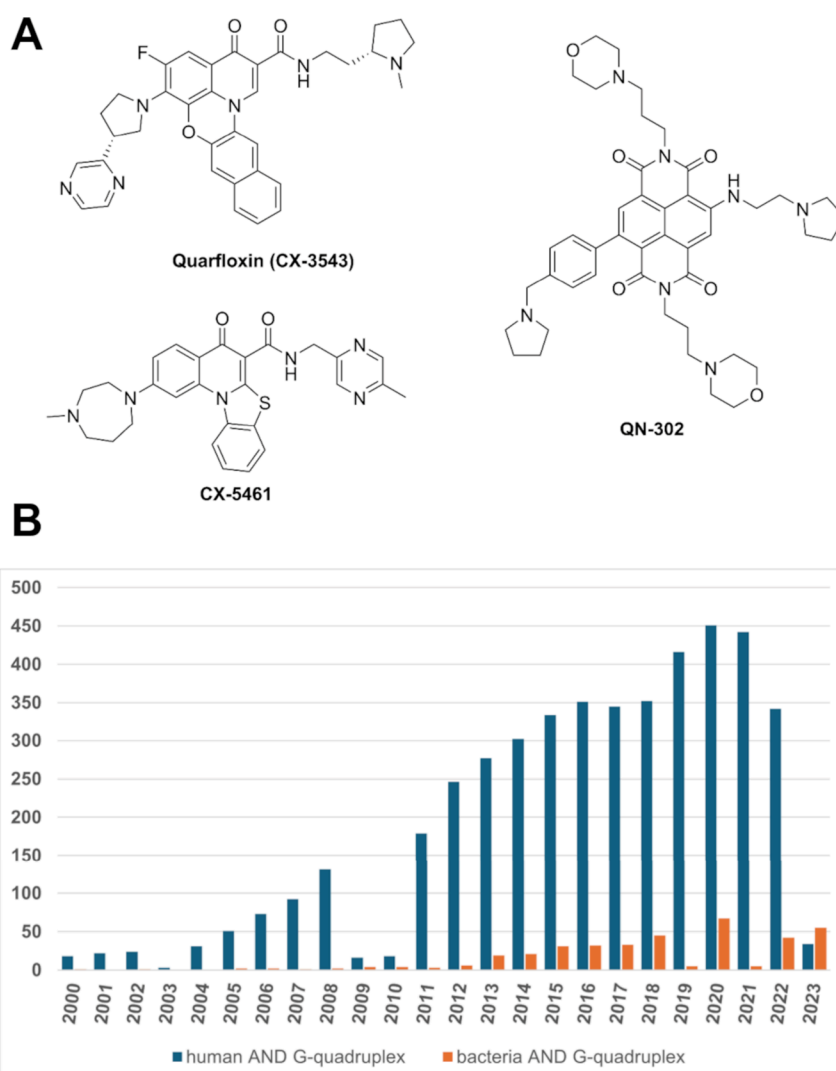 A
F
O
O
N
H
N
N
N
O
N
N
Quarfloxin (CX-3543)
O
O
N
H
N
N
N
N
N
S
CX-5461
O
N
O
N
O
H
N
N
N
O
N
O
N
O
QN-302
B
500
450
400
350
300
250
200
150
100
50
0
2000 2001 2002 2003 2004 2005 2006 2007 2008 2009 2010 2011 2012 2013 2014 2015 2016 2017 2018 2019 2020 2021 2022 2023
human AND G-quadruplex bacteria AND G-quadruplex